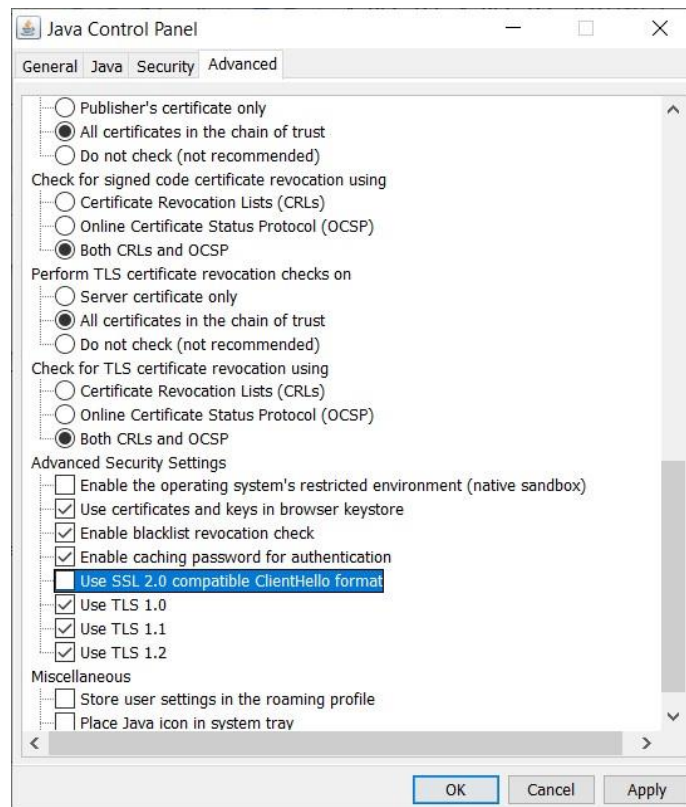 Java Control Panel
General Java Security Advanced
Publisher's certificate only
All certificates in the chain of trust
Do not check (not recommended)
Check for signed code certificate revocation using
Certificate Revocation Lists (CRLs)
Online Certificate Status Protocol (OCSP)
Both CRLs and OCSP
Perform TLS certificate revocation checks on
Server certificate only
All certificates in the chain of trust
Do not check (not recommended)
Check for TLS certificate revocation using
Certificate Revocation Lists (CRLs)
Online Certificate Status Protocol (OCSP)
Both CRLs and OCSP
Advanced Security Settings
Enable the operating system's restricted environment (native sandbox)
Use certificates and keys in browser keystore
Enable blacklist revocation check
Enable caching password for authentication
Use SSL 2.0 compatible ClientHello format
Use TLS 1.0
Use TLS 1.1
Use TLS 1.2
Miscellaneous
Store user settings in the roaming profile
Place Java icon in system tray
OK Cancel Apply